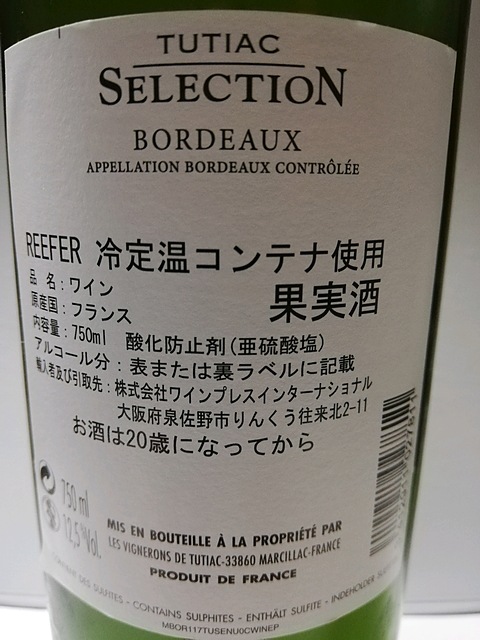 TUTIAC
SELECTION
BORDEAUX
APPELLATION BORDEAUX CONTRÔLÉE
REEFER 冷定温コンテナ使用
品 名:ワイン
果実酒
原産国:フランス
内容量:750ml 酸化防止剤(亜硫酸塩)
アルコール分:表または裏ラベルに記載
輸入者及び引取先:株式会社ワインプレスインターナショナル
大阪府泉佐野市りんくう往来北2-11
お酒は20歳になってから
750 ml
12,5%Vol.
MIS EN BOUTEILLE À LA PROPRIÉTÉ PAR
LES VIGNERONS DE TUTIAC-33860 MARCILLAC-FRANCE
PRODUIT DE FRANCE
DES SULFITES - CONTAINS SULPHITES - ENTHÄLT SULFITE - INDEHOLDER
MBOR117TUSENU0CWINEP